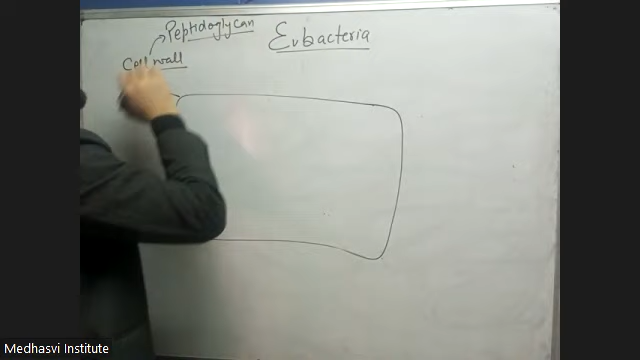 Peptidoglycan
Eubacteria
Cell wall
Medhasvi Institute